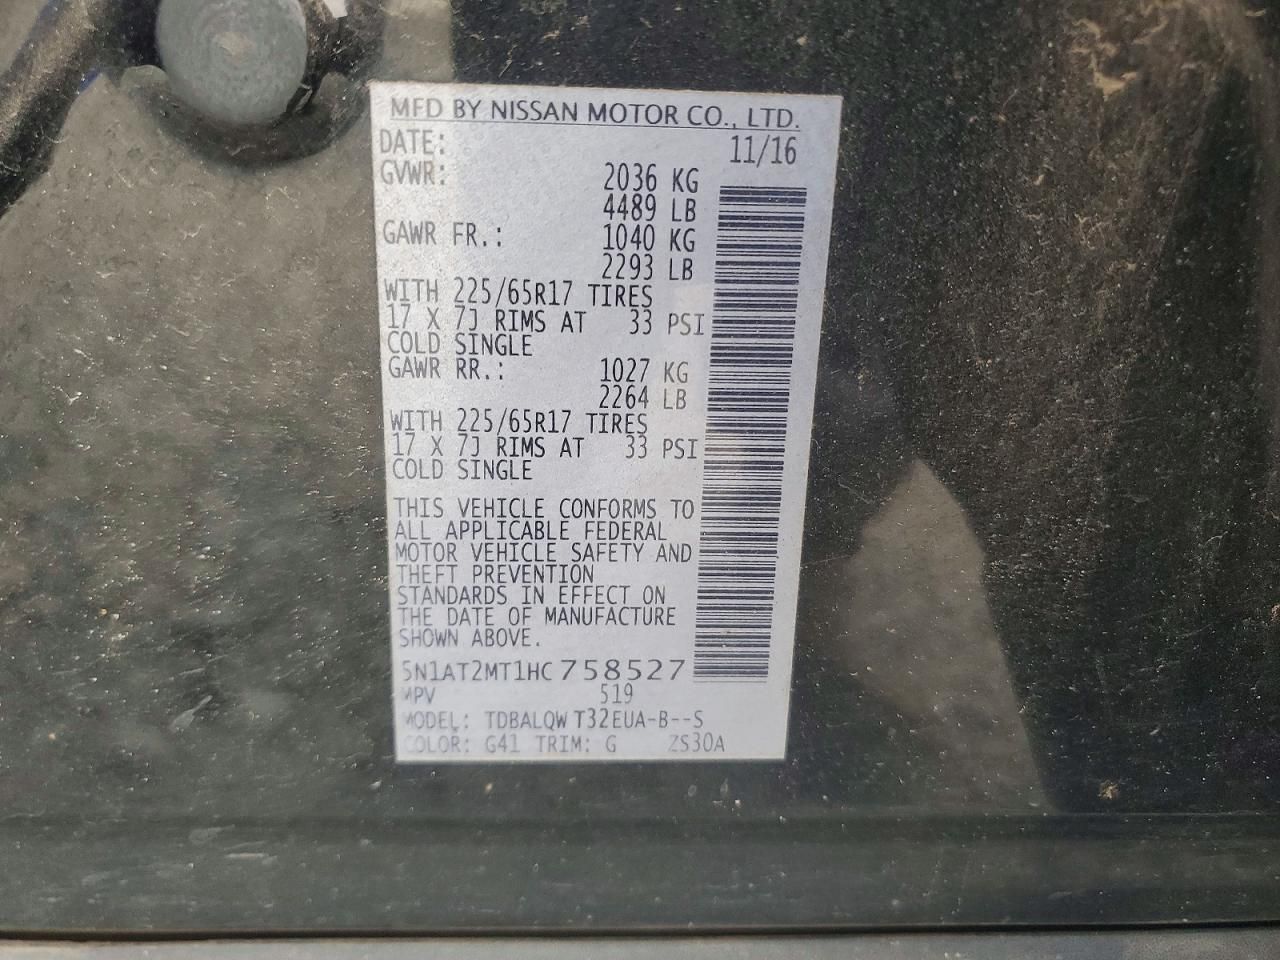 MFD BY NISSAN MOTOR CO., LTD.
DATE: 11/16
GVWR: 2036 KG
4489 LB
GAWR FR.: 1040 KG
2293 LB
WITH 225/65R17 TIRES
17 X 7J RIMS AT 33 PSI
COLD SINGLE
GAWR RR.: 1027 KG
2264 LB
WITH 225/65R17 TIRES
17 X 7J RIMS AT 33 PSI
COLD SINGLE
THIS VEHICLE CONFORMS TO
ALL APPLICABLE FEDERAL
MOTOR VEHICLE SAFETY AND
THEFT PREVENTION
STANDARDS IN EFFECT ON
THE DATE OF MANUFACTURE
SHOWN ABOVE.
5N1AT2MT1HC758527
MPV 519
MODEL: TDBALQW T32EUA-B--S
COLOR: G41 TRIM: G ZS30A